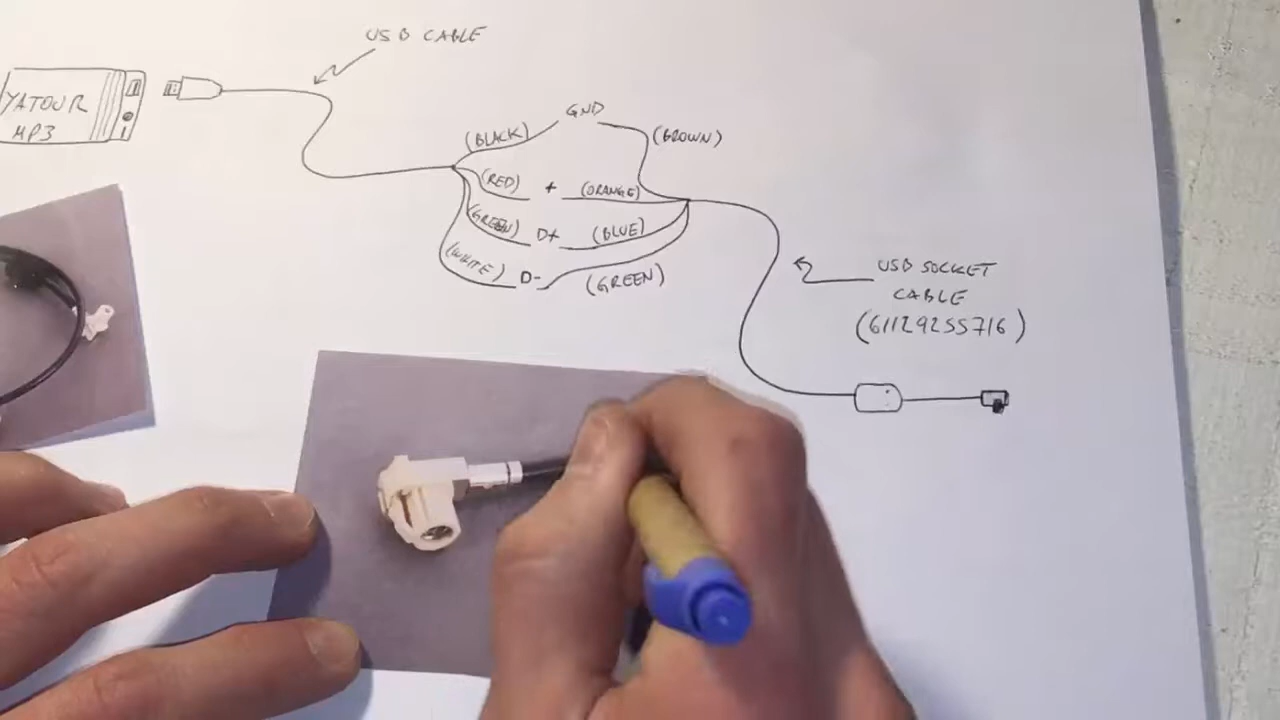 USB CABLE
YATOUR
MP3
GND
(BLACK)
(BROWN)
(RED) + (ORANGE)
(GREEN) D+ (BLUE)
(WHITE) D- (GREEN)
USB SOCKET
CABLE
(61129255716)